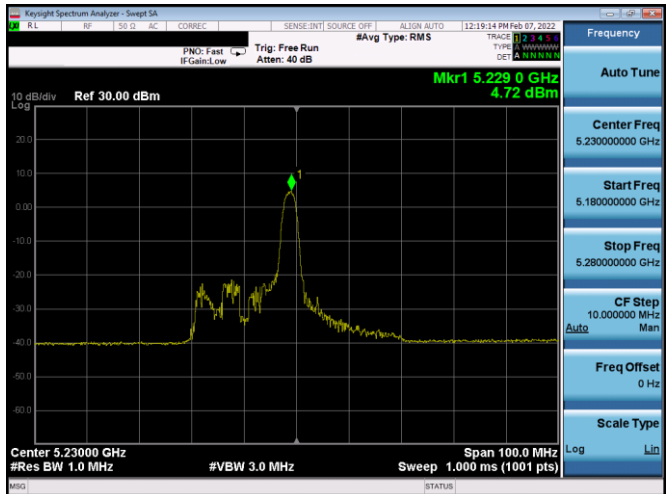 Keysight Spectrum Analyzer - Swept SA
RL RF 50 Ω AC CORREC SENSE:INT SOURCE OFF ALIGN AUTO 12:19:14 PM Feb 07, 2022
#Avg Type: RMS
TRACE 1 2 3 4 5 6
TYPE A WWWWW
DET A N N N N N
PNO: Fast
IFGain:Low
Trig: Free Run
Atten: 40 dB
Mkr1 5.229 0 GHz
4.72 dBm
10 dB/div
Log
Ref 30.00 dBm
20.0
10.0
0.00
-10.0
-20.0
-30.0
-40.0
-50.0
-60.0
1
Center 5.23000 GHz
Span 100.0 MHz
#Res BW 1.0 MHz
#VBW 3.0 MHz
Sweep 1.000 ms (1001 pts)
MSG
STATUS
Frequency
Auto Tune
Center Freq
5.230000000 GHz
Start Freq
5.180000000 GHz
Stop Freq
5.280000000 GHz
CF Step
10.000000 MHz
Auto Man
Freq Offset
0 Hz
Scale Type
Log Lin